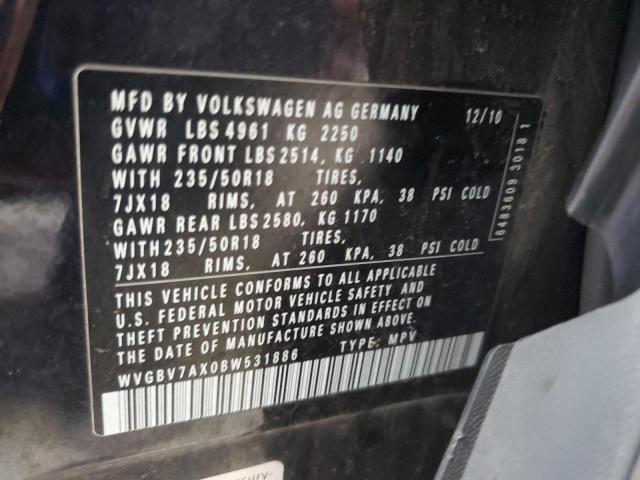 MFD BY VOLKSWAGEN AG GERMANY 12/10
GVWR LBS 4961 KG 2250
GAWR FRONT LBS 2514, KG 1140
WITH 235/50R18 TIRES,
7JX18 RIMS, AT 260 KPA, 38 PSI COLD
GAWR REAR LBS 2580, KG 1170
WITH 235/50R18 TIRES,
7JX18 RIMS, AT 260 KPA, 38 PSI COLD
THIS VEHICLE CONFORMS TO ALL APPLICABLE
U.S. FEDERAL MOTOR VEHICLE SAFETY AND
THEFT PREVENTION STANDARDS IN EFFECT ON
THE DATE OF MANUFACTURE SHOWN ABOVE.
WVGBV7AX0BW531886 TYPE: MPV
6483609 3018 1